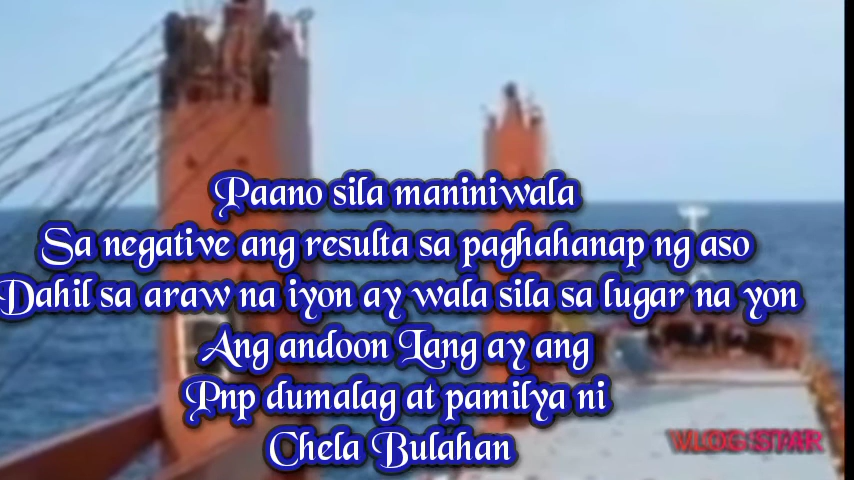 Paano sila maniniwala
Sa negative ang resulta sa paghahanap ng aso
Dahil sa araw na iyon ay wala sila sa lugar na yon
Ang andoon Lang ay ang
Pnp dumalag at pamilya ni
Chela Bulahan
VLOG STAR